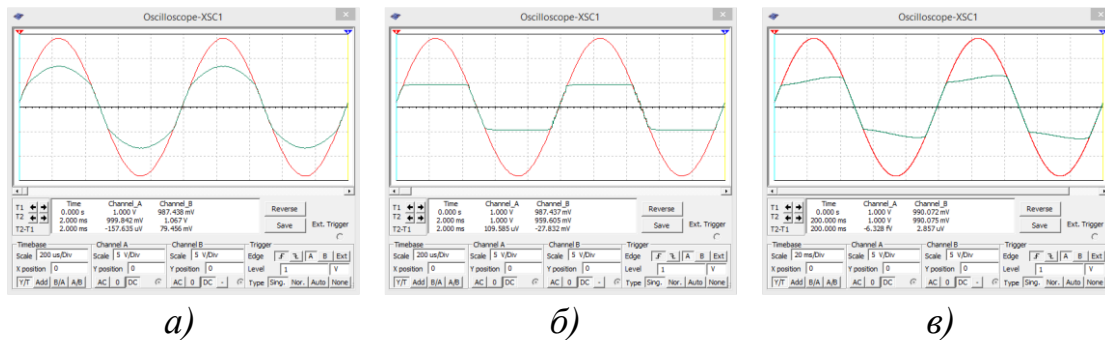 Oscilloscope-XSC1
Time Channel_A Channel_B
T1 0.000 s 1.000 V 987.438 mV
T2 2.000 ms 999.842 mV 1.067 V
T2-T1 2.000 ms -157.635 uV 79.456 mV
Reverse
Save
Ext. Trigger
Timebase Channel A Channel B Trigger
Scale 200 us/Div Scale 5 V/Div Scale 5 V/Div Edge A B Ext
X position 0 Y position 0 Y position 0 Level 1 V
Y/T Add B/A A/B AC 0 DC AC 0 DC - Type Sing. Nor. Auto None
а)
Oscilloscope-XSC1
Time Channel_A Channel_B
T1 0.000 s 1.000 V 987.437 mV
T2 2.000 ms 1.000 V 959.605 mV
T2-T1 2.000 ms 109.585 uV -27.832 mV
Reverse
Save
Ext. Trigger
Timebase Channel A Channel B Trigger
Scale 200 us/Div Scale 5 V/Div Scale 5 V/Div Edge A B Ext
X position 0 Y position 0 Y position 0 Level 1 V
Y/T Add B/A A/B AC 0 DC AC 0 DC - Type Sing. Nor. Auto None
б)
Oscilloscope-XSC1
Time Channel_A Channel_B
T1 0.000 s 1.000 V 990.072 mV
T2 200.000 ms 1.000 V 990.075 mV
T2-T1 200.000 ms -6.328 fV 2.857 uV
Reverse
Save
Ext. Trigger
Timebase Channel A Channel B Trigger
Scale 20 ms/Div Scale 5 V/Div Scale 5 V/Div Edge A B Ext
X position 0 Y position 0 Y position 0 Level 1 V
Y/T Add B/A A/B AC 0 DC AC 0 DC - Type Sing. Nor. Auto None
в)